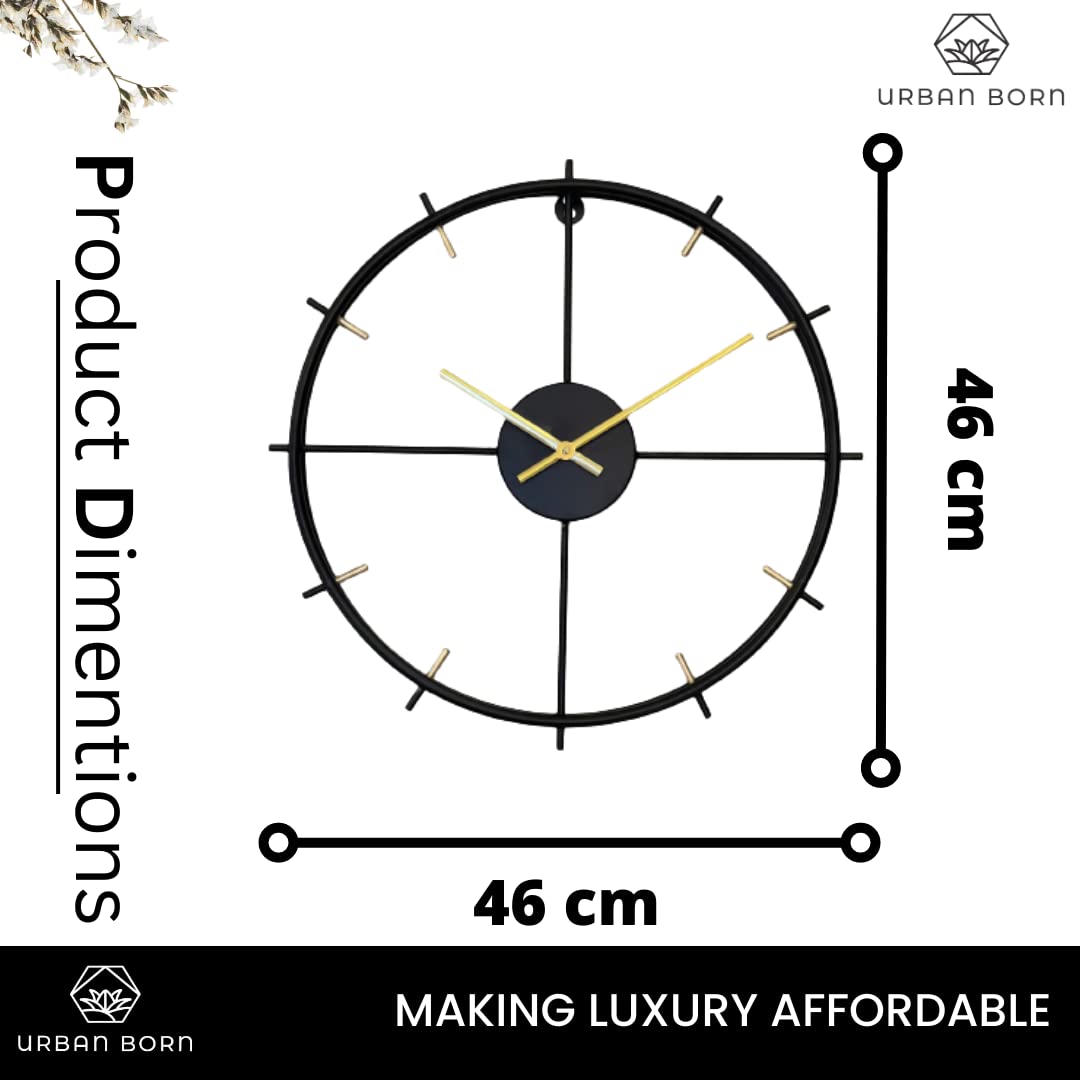 URBAN BORN
Product Dimentions
46 cm
46 cm
URBAN BORN
MAKING LUXURY AFFORDABLE